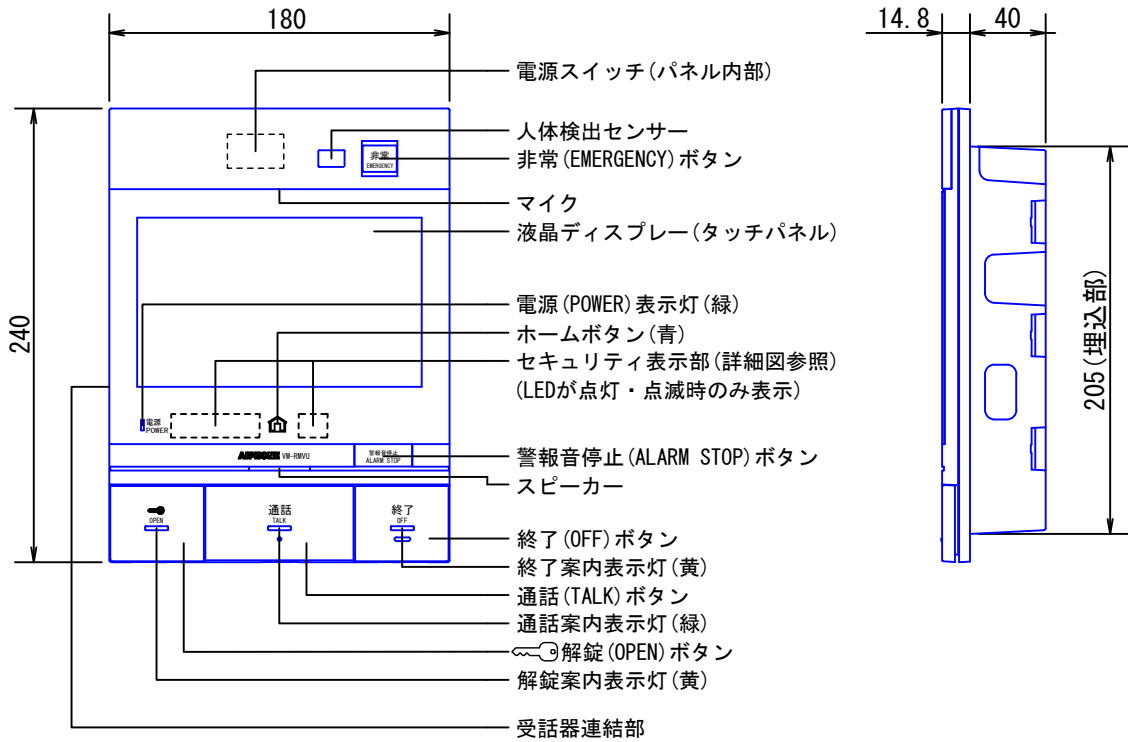 180
14.8
40
240
205(埋込部)
電源スイッチ(パネル内部)
人体検出センサー
非常(EMERGENCY)ボタン
マイク
液晶ディスプレー(タッチパネル)
電源(POWER)表示灯(緑)
ホームボタン(青)
セキュリティ表示部(詳細図参照)
(LEDが点灯・点滅時のみ表示)
警報音停止(ALARM STOP)ボタン
スピーカー
終了(OFF)ボタン
終了案内表示灯(黄)
通話(TALK)ボタン
通話案内表示灯(緑)
解錠(OPEN)ボタン
解錠案内表示灯(黄)
受話器連結部
非常
EMERGENCY
電源
POWER
AIPHONE VM-RMVU
警報音停止
ALARM STOP
OPEN
通話
TALK
終了
OFF